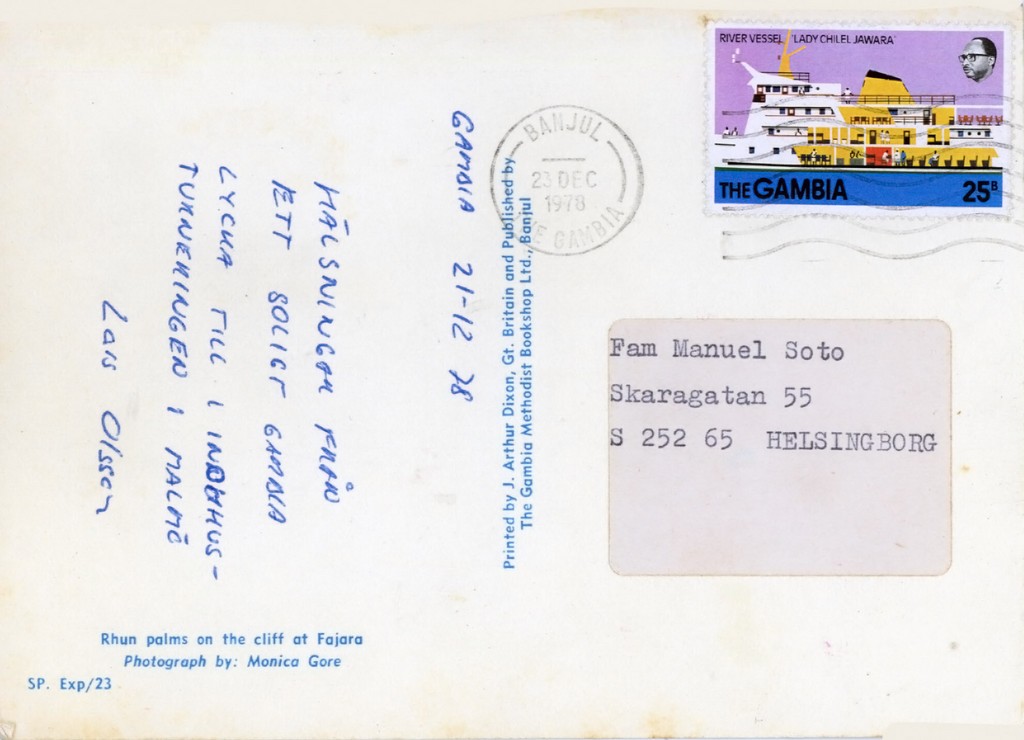 GAMBIA 21-12 78
HÄLSNINGAR FRÅN
ETT SOLIGT GAMBIA
LYCKA TILL I INOMHUS-
TURNERINGEN I MALMÖ
Lars Olsson
Rhun palms on the cliff at Fajara
Photograph by: Monica Gore
SP. Exp/23
Printed by J. Arthur Dixon, Gt. Britain and Published by
The Gambia Methodist Bookshop Ltd., Banjul
BANJUL
23 DEC
1978
THE GAMBIA
RIVER VESSEL 'LADY CHILEL JAWARA'
THE GAMBIA 25B
Fam Manuel Soto
Skaragatan 55
S 252 65 HELSINGBORG